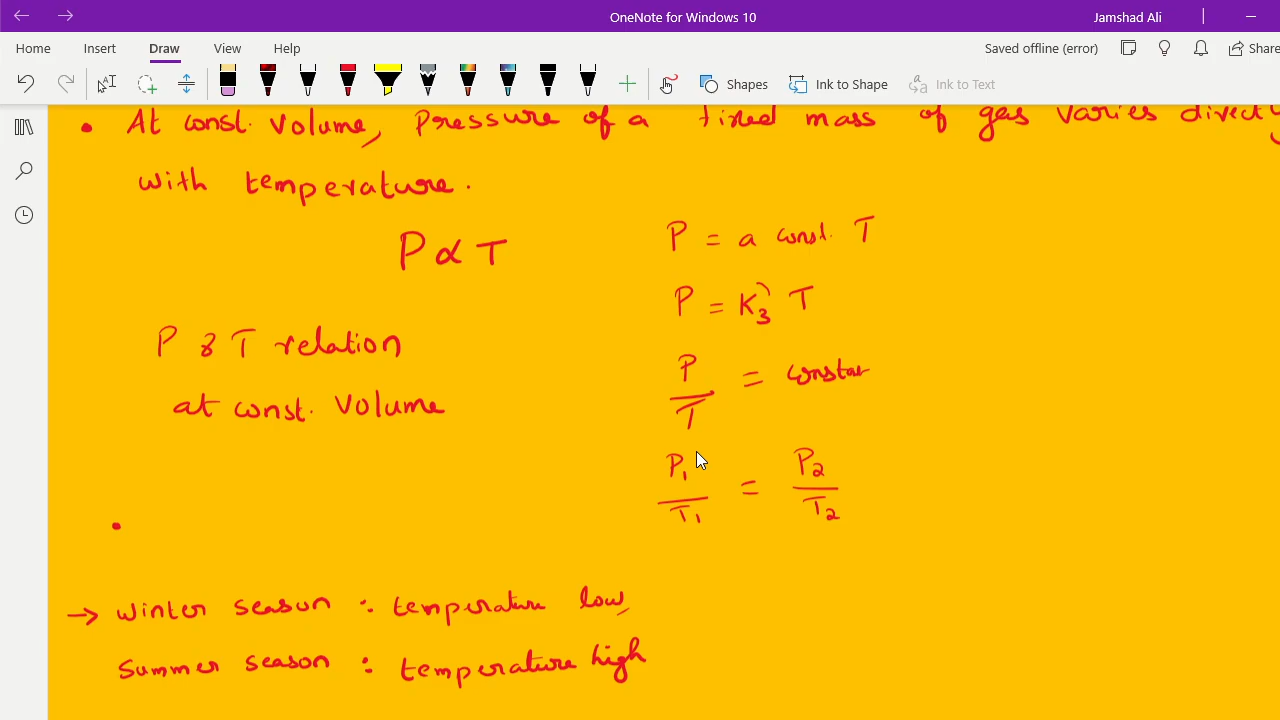 OneNote for Windows 10
Jamshad Ali
Home Insert Draw View Help
Saved offline (error)
Share
Shapes
Ink to Shape
Ink to Text
• At const. volume, pressure of a fixed mass of gas varies directly
with temperature.
P ∝ T
P & T relation
at const. volume
P = a const. T
P = K3 T
P/T = constan
P1/T1 = P2/T2
•
→ winter season : temperature low,
Summer season : temperature high